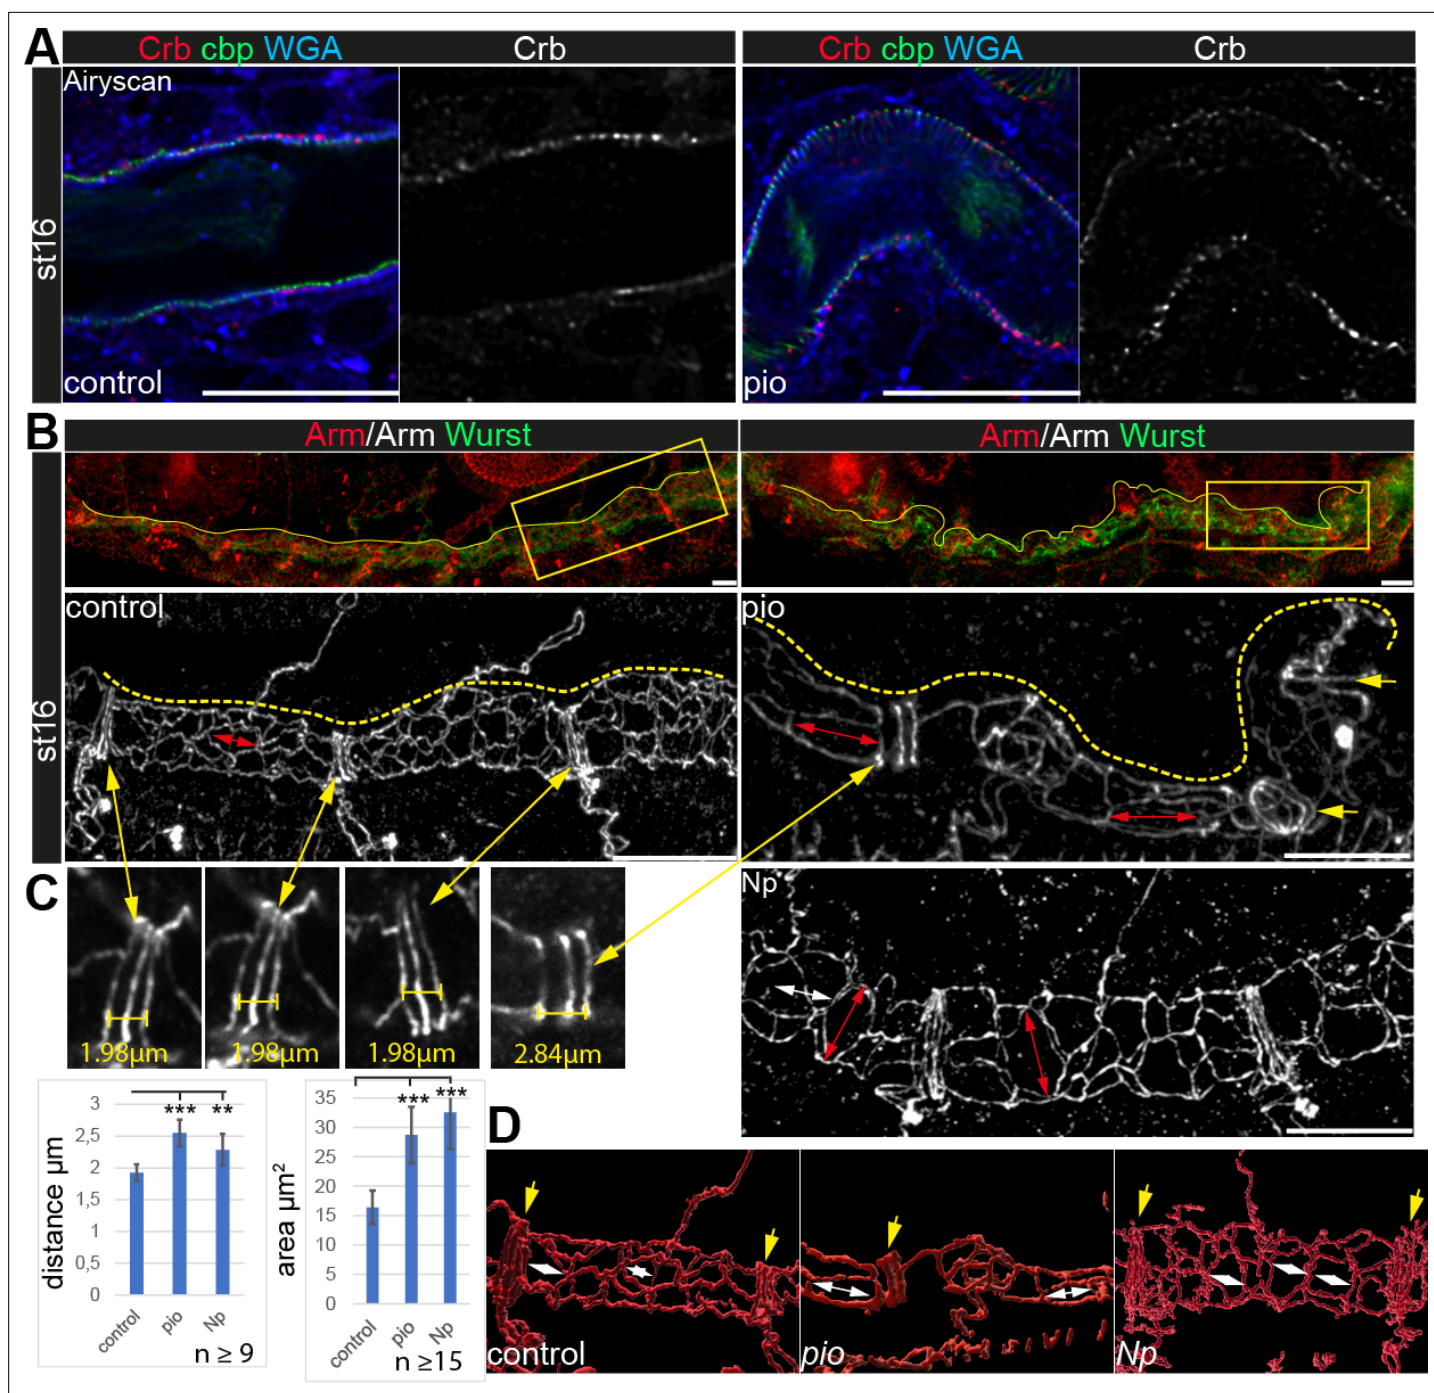 A
Crb cbp WGA
Crb
Crb cbp WGA
Crb
st16
Airyscan
control
pio
B
Arm/Arm Wurst
Arm/Arm Wurst
st16
control
pio
C
1.98µm
1.98µm
1.98µm
2.84µm
Np
distance µm
3
2,5
2
1,5
1
0,5
0
*** **
control
pio
Np
n ≥ 9
area µm²
35
30
25
20
15
10
5
0
*** ***
control
pio
Np
n ≥15
D
control
pio
Np